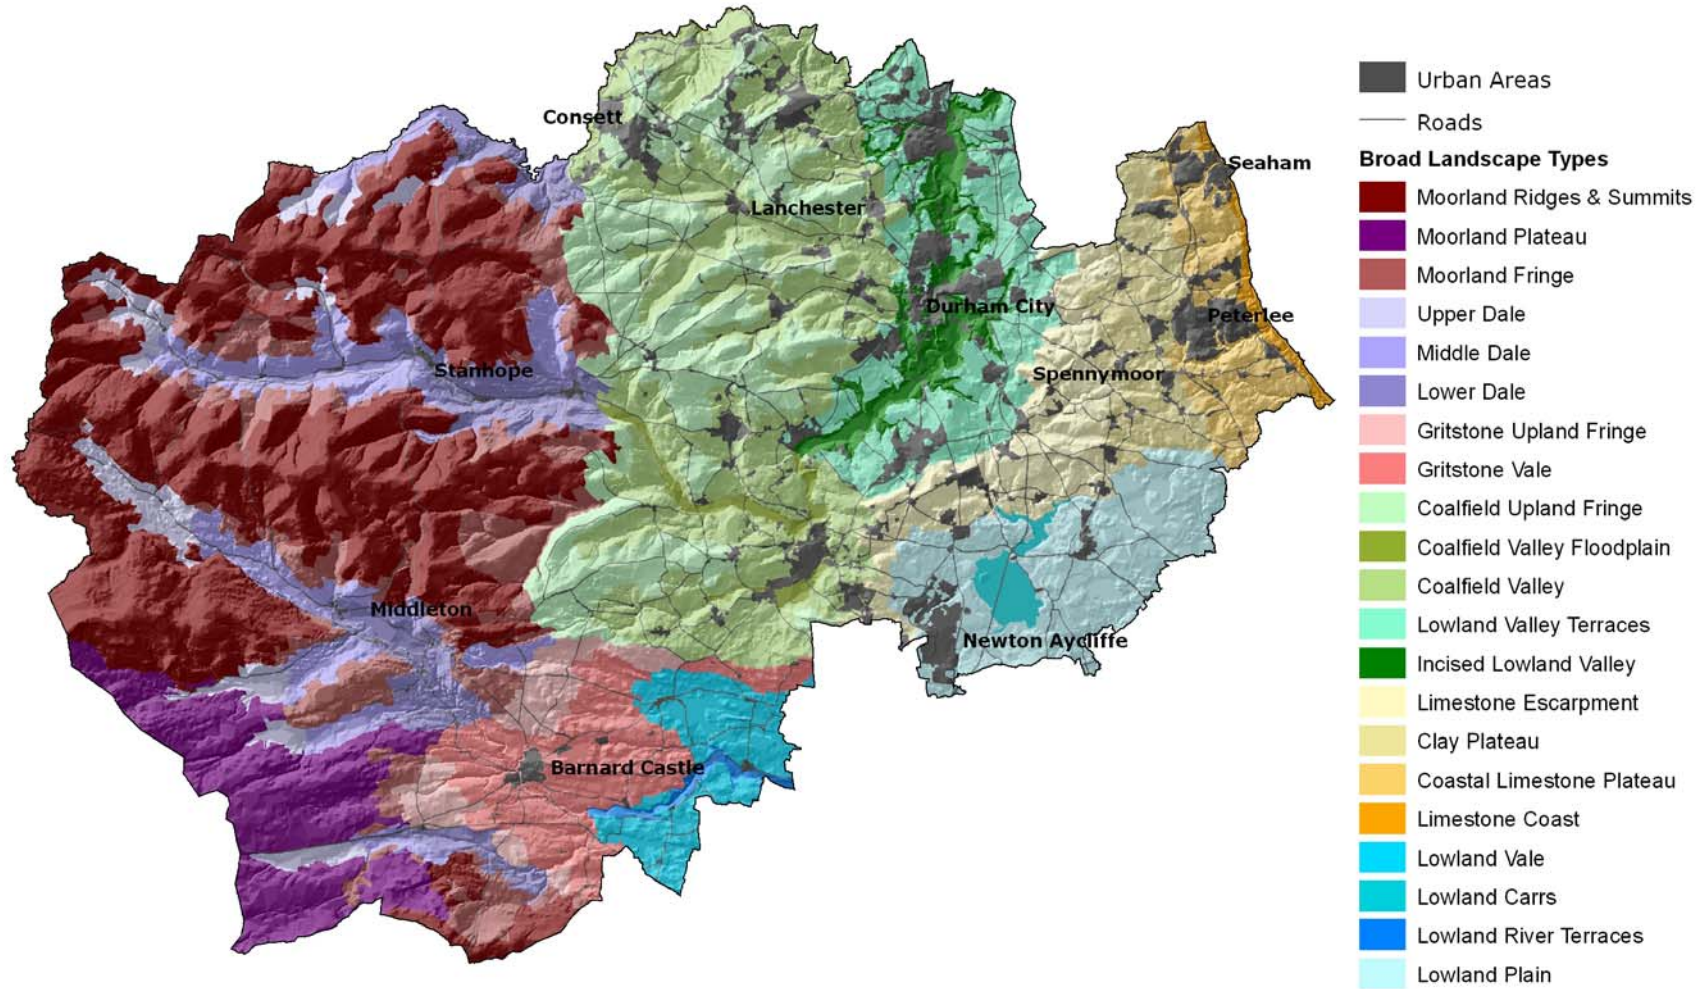 Consett
Lanchester
Seaham
Durham City
Peterlee
Stanhope
Spennymoor
Middleton
Newton Aycliffe
Barnard Castle
Urban Areas
Roads
Broad Landscape Types
Moorland Ridges & Summits
Moorland Plateau
Moorland Fringe
Upper Dale
Middle Dale
Lower Dale
Gritstone Upland Fringe
Gritstone Vale
Coalfield Upland Fringe
Coalfield Valley Floodplain
Coalfield Valley
Lowland Valley Terraces
Incised Lowland Valley
Limestone Escarpment
Clay Plateau
Coastal Limestone Plateau
Limestone Coast
Lowland Vale
Lowland Carrs
Lowland River Terraces
Lowland Plain